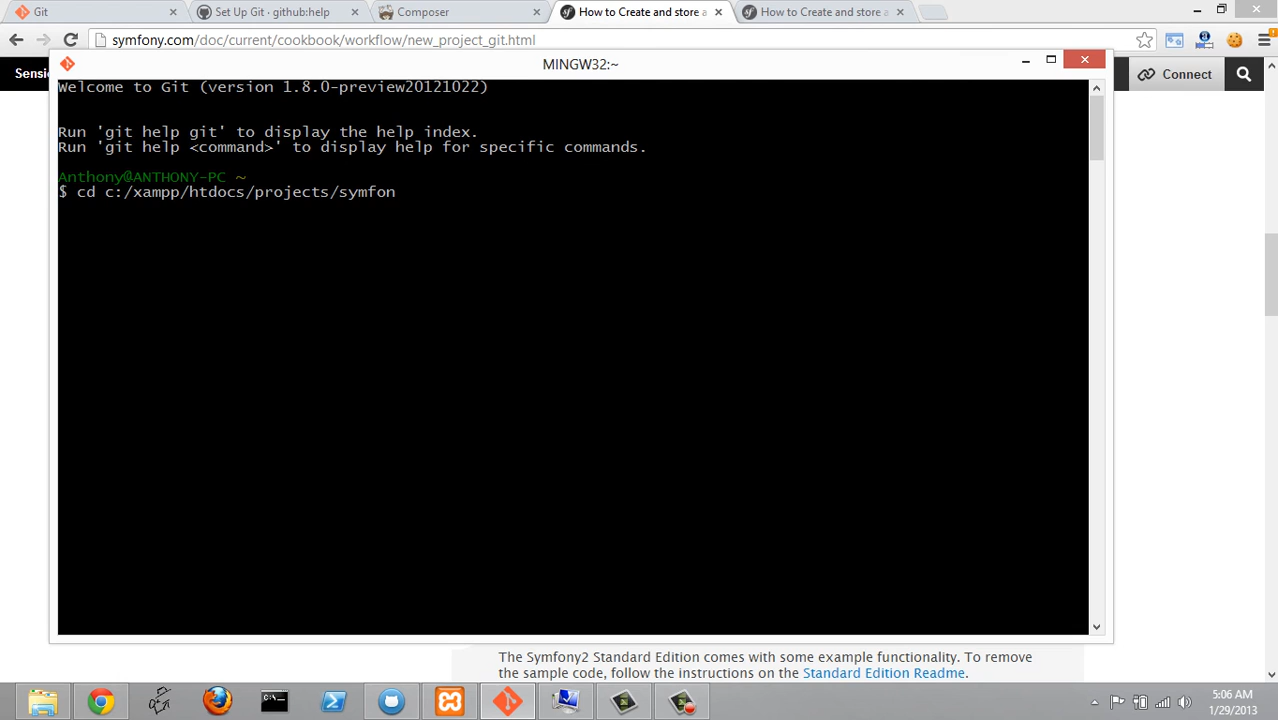 Git
Set Up Git · github:help
Composer
How to Create and store a
How to Create and store a
symfony.com/doc/current/cookbook/workflow/new_project_git.html
Sensio
Connect
MINGW32:~
Welcome to Git (version 1.8.0-preview20121022)
Run 'git help git' to display the help index.
Run 'git help <command>' to display help for specific commands.
Anthony@ANTHONY-PC ~
$ cd c:/xampp/htdocs/projects/symfon
The Symfony2 Standard Edition comes with some example functionality. To remove
the sample code, follow the instructions on the Standard Edition Readme.
5:06 AM
1/29/2013